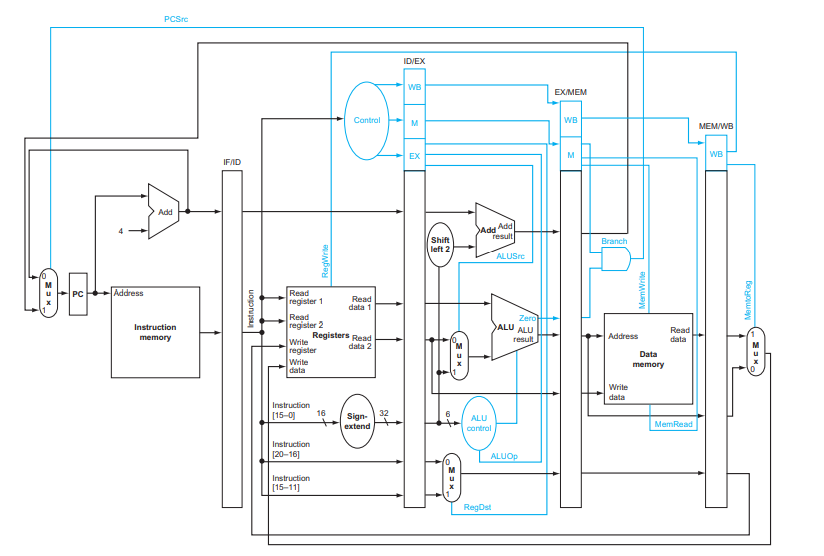 PCSrc
ID/EX
WB
M
EX
Control
EX/MEM
WB
M
MEM/WB
WB
IF/ID
Add
4
RegWrite
Shift
left 2
Add
Add
result
ALUSrc
Branch
MemWrite
MemtoReg
0
M
u
x
1
PC
Address
Instruction
memory
Instruction
Read
register 1
Read
register 2
Write
register
Write
data
Registers
Read
data 1
Read
data 2
0
M
u
x
1
Zero
ALU
ALU
result
Address
Read
data
Data
memory
Write
data
1
M
u
x
0
MemRead
Instruction
[15–0]
16
Sign-
extend
32
6
ALU
control
ALUOp
Instruction
[20–16]
Instruction
[15–11]
0
M
u
x
1
RegDst